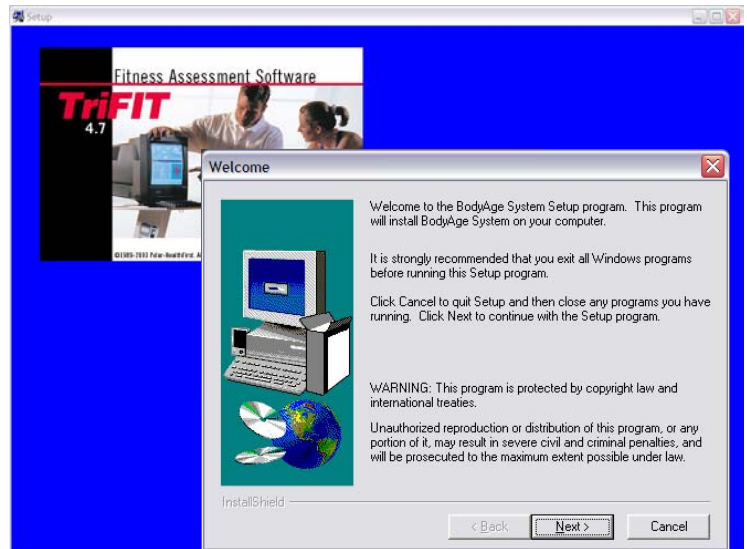 Setup
Fitness Assessment Software
TriFIT
4.7
©1985-2003 Polar-HealthFirst. A
Welcome
Welcome to the BodyAge System Setup program. This program
will install BodyAge System on your computer.
It is strongly recommended that you exit all Windows programs
before running this Setup program.
Click Cancel to quit Setup and then close any programs you have
running. Click Next to continue with the Setup program.
WARNING: This program is protected by copyright law and
international treaties.
Unauthorized reproduction or distribution of this program, or any
portion of it, may result in severe civil and criminal penalties, and
will be prosecuted to the maximum extent possible under law.
InstallShield
< Back Next > Cancel